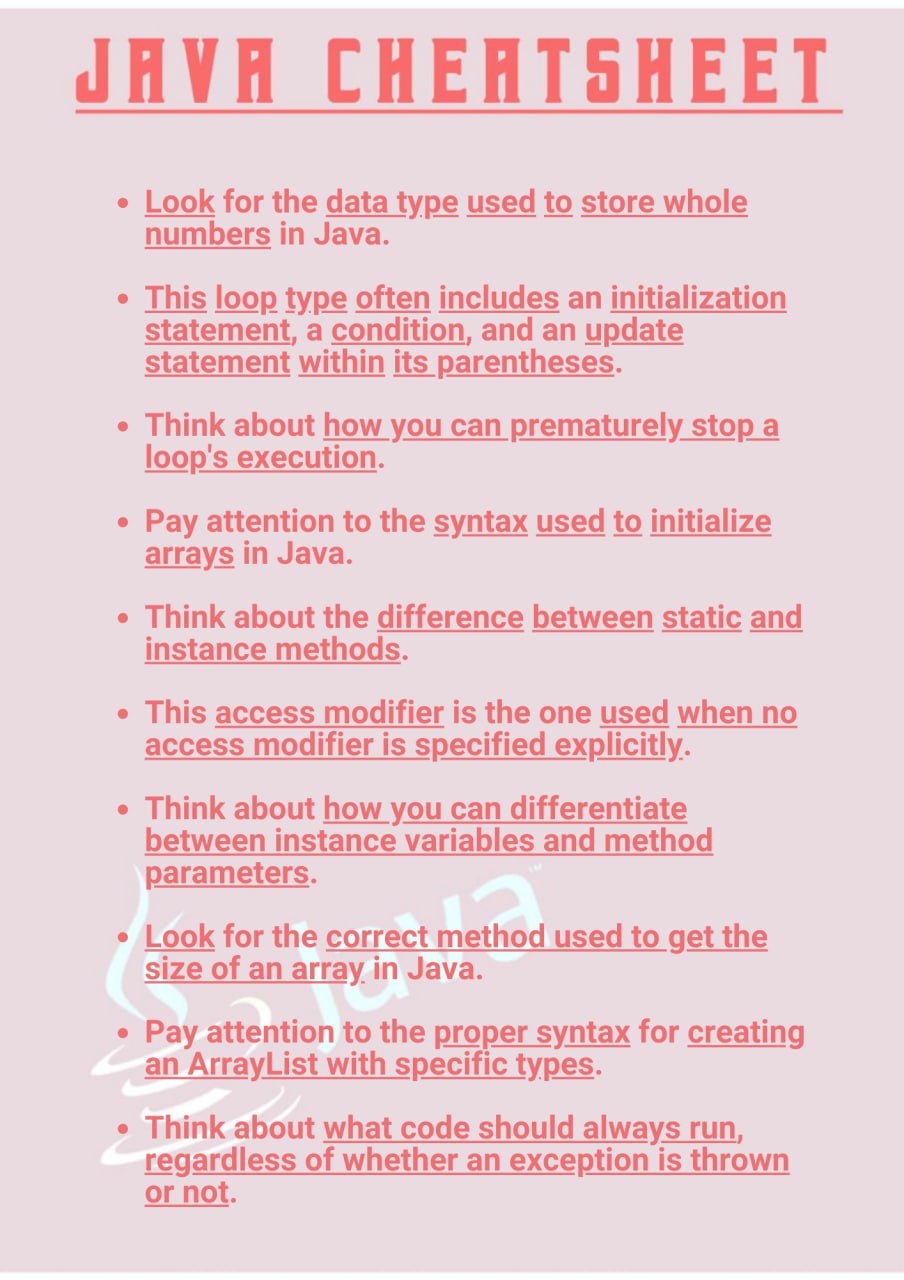 JAVA CHEATSHEET
• Look for the data type used to store whole
numbers in Java.
• This loop type often includes an initialization
statement, a condition, and an update
statement within its parentheses.
• Think about how you can prematurely stop a
loop's execution.
• Pay attention to the syntax used to initialize
arrays in Java.
• Think about the difference between static and
instance methods.
• This access modifier is the one used when no
access modifier is specified explicitly.
• Think about how you can differentiate
between instance variables and method
parameters.
• Look for the correct method used to get the
size of an array in Java.
• Pay attention to the proper syntax for creating
an ArrayList with specific types.
• Think about what code should always run,
regardless of whether an exception is thrown
or not.
Java™